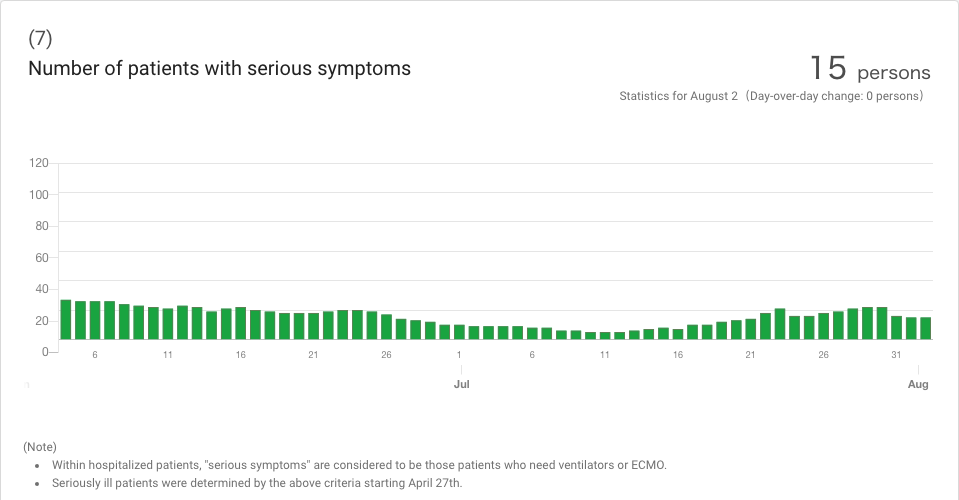 (7)
Number of patients with serious symptoms
15 persons
Statistics for August 2（Day-over-day change: 0 persons）
120
100
80
60
40
20
0
6 11 16 21 26 1 6 11 16 21 26 31
Jul Aug
(Note)
• Within hospitalized patients, "serious symptoms" are considered to be those patients who need ventilators or ECMO.
• Seriously ill patients were determined by the above criteria starting April 27th.